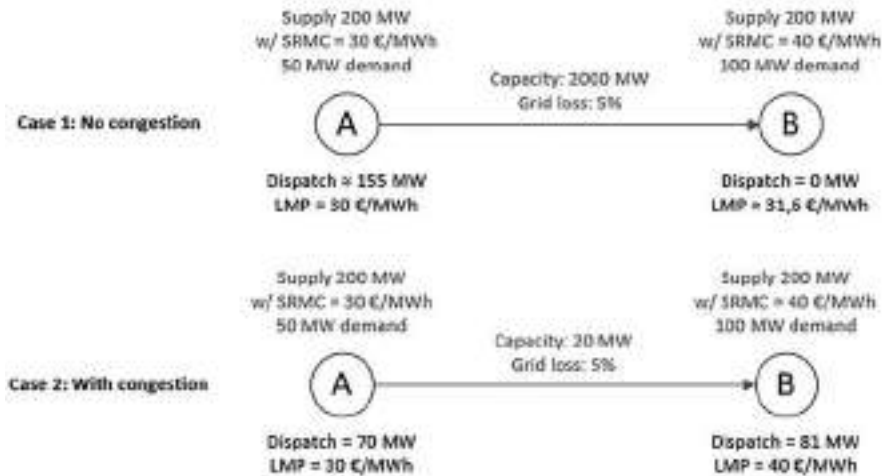 Supply 200 MW
w/ SRMC = 30 €/MWh
50 MW demand
Supply 200 MW
w/ SRMC = 40 €/MWh
100 MW demand
Capacity: 2000 MW
Grid loss: 5%
Case 1: No congestion
A
B
Dispatch = 155 MW
LMP = 30 €/MWh
Dispatch = 0 MW
LMP = 31,6 €/MWh
Supply 200 MW
w/ SRMC = 30 €/MWh
50 MW demand
Supply 200 MW
w/ SRMC = 40 €/MWh
100 MW demand
Capacity: 20 MW
Grid loss: 5%
Case 2: With congestion
A
B
Dispatch = 70 MW
LMP = 30 €/MWh
Dispatch = 81 MW
LMP = 40 €/MWh